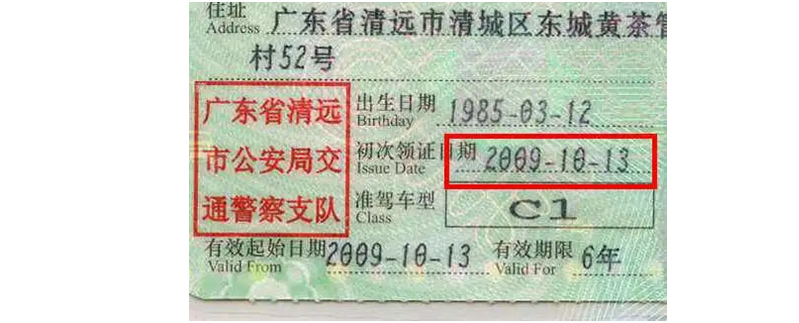 住址 广东省清远市清城区东城黄茶管
Address
村52号
广东省清远
市公安局交
通警察支队
出生日期 1985-03-12
Birthday
初次领证日期 2009-10-13
Issue Date
准驾车型 C1
Class
有效起始日期 2009-10-13 有效期限 6年
Valid From Valid For